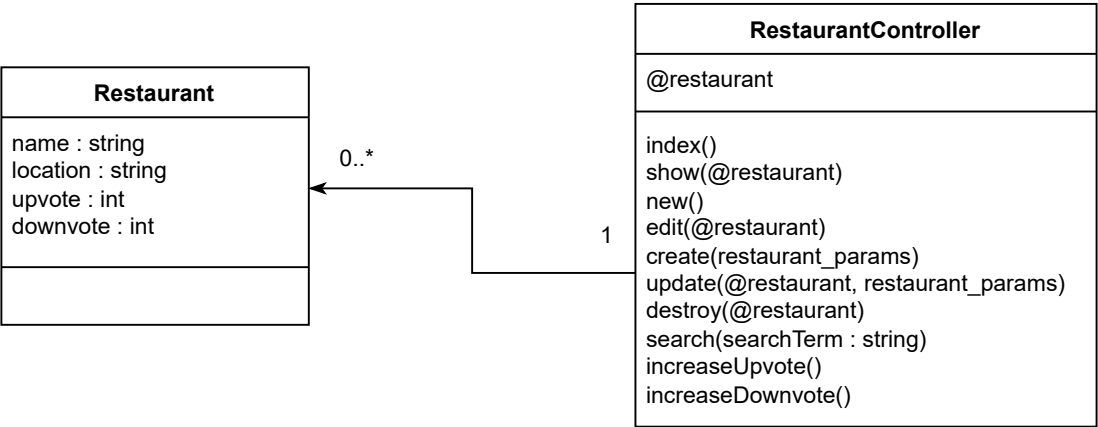 Restaurant
name : string
location : string
upvote : int
downvote : int
0..*
1
RestaurantController
@restaurant
index()
show(@restaurant)
new()
edit(@restaurant)
create(restaurant_params)
update(@restaurant, restaurant_params)
destroy(@restaurant)
search(searchTerm : string)
increaseUpvote()
increaseDownvote()